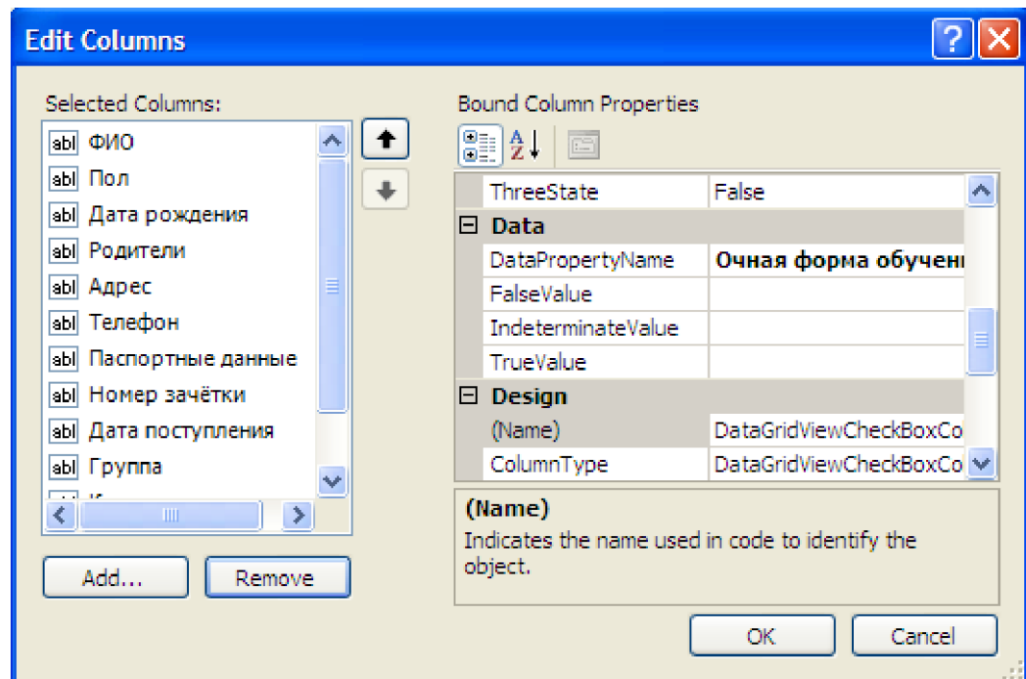 Edit Columns
Selected Columns:
ФИО
Пол
Дата рождения
Родители
Адрес
Телефон
Паспортные данные
Номер зачётки
Дата поступления
Группа
Add...
Remove
Bound Column Properties
ThreeState False
Data
DataPropertyName Очная форма обучен
FalseValue
IndeterminateValue
TrueValue
Design
(Name) DataGridViewCheckBoxCo
ColumnType DataGridViewCheckBoxCo
(Name)
Indicates the name used in code to identify the
object.
OK
Cancel